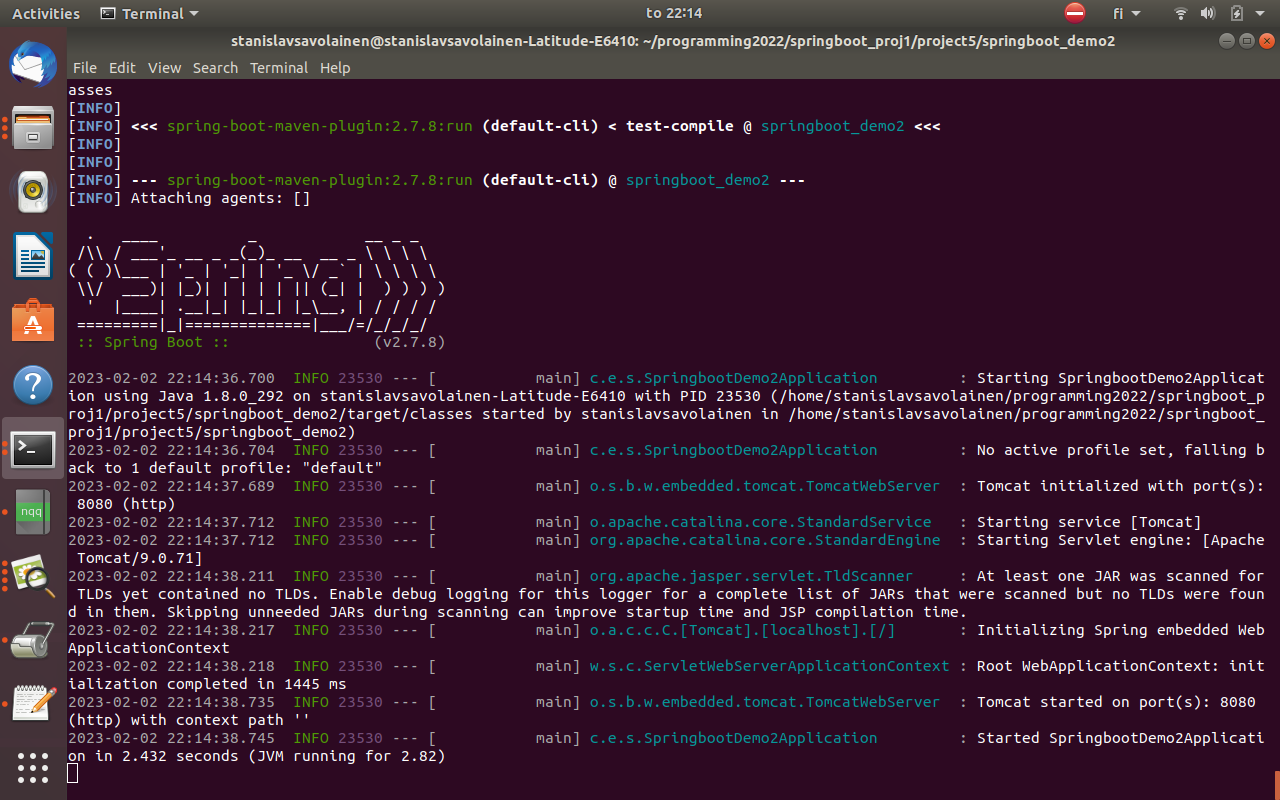 Activities Terminal to 22:14 fi
stanislavsavolainen@stanislavsavolainen-Latitude-E6410: ~/programming2022/springboot_proj1/project5/springboot_demo2
File Edit View Search Terminal Help
asses
[INFO]
[INFO] <<< spring-boot-maven-plugin:2.7.8:run (default-cli) < test-compile @ springboot_demo2 <<<
[INFO]
[INFO]
[INFO] --- spring-boot-maven-plugin:2.7.8:run (default-cli) @ springboot_demo2 ---
[INFO] Attaching agents: []
  .   ____          _            __ _ _
 /\\ / ___'_ __ _ _(_)_ __  __ _ \ \ \ \
( ( )\___ | '_ | '_| | '_ \/ _` | \ \ \ \
 \\/  ___)| |_)| | | | | || (_| |  ) ) ) )
  '  |____| .__|_| |_|_| |_\__, | / / / /
 =========|_|==============|___/=/_/_/_/
 :: Spring Boot ::                (v2.7.8)
2023-02-02 22:14:36.700  INFO 23530 --- [           main] c.e.s.SpringbootDemo2Application         : Starting SpringbootDemo2Applicat
ion using Java 1.8.0_292 on stanislavsavolainen-Latitude-E6410 with PID 23530 (/home/stanislavsavolainen/programming2022/springboot_p
roj1/project5/springboot_demo2/target/classes started by stanislavsavolainen in /home/stanislavsavolainen/programming2022/springboot_
proj1/project5/springboot_demo2)
2023-02-02 22:14:36.704  INFO 23530 --- [           main] c.e.s.SpringbootDemo2Application         : No active profile set, falling b
ack to 1 default profile: "default"
2023-02-02 22:14:37.689  INFO 23530 --- [           main] o.s.b.w.embedded.tomcat.TomcatWebServer  : Tomcat initialized with port(s):
 8080 (http)
2023-02-02 22:14:37.712  INFO 23530 --- [           main] o.apache.catalina.core.StandardService   : Starting service [Tomcat]
2023-02-02 22:14:37.712  INFO 23530 --- [           main] org.apache.catalina.core.StandardEngine  : Starting Servlet engine: [Apache
 Tomcat/9.0.71]
2023-02-02 22:14:38.211  INFO 23530 --- [           main] org.apache.jasper.servlet.TldScanner     : At least one JAR was scanned for
 TLDs yet contained no TLDs. Enable debug logging for this logger for a complete list of JARs that were scanned but no TLDs were foun
d in them. Skipping unneeded JARs during scanning can improve startup time and JSP compilation time.
2023-02-02 22:14:38.217  INFO 23530 --- [           main] o.a.c.c.C.[Tomcat].[localhost].[/]       : Initializing Spring embedded Web
ApplicationContext
2023-02-02 22:14:38.218  INFO 23530 --- [           main] w.s.c.ServletWebServerApplicationContext : Root WebApplicationContext: init
ialization completed in 1445 ms
2023-02-02 22:14:38.735  INFO 23530 --- [           main] o.s.b.w.embedded.tomcat.TomcatWebServer  : Tomcat started on port(s): 8080
(http) with context path ''
2023-02-02 22:14:38.745  INFO 23530 --- [           main] c.e.s.SpringbootDemo2Application         : Started SpringbootDemo2Applicati
on in 2.432 seconds (JVM running for 2.82)
nqq